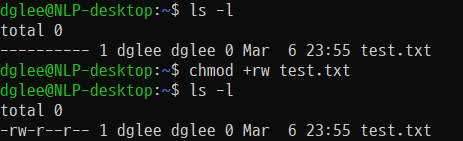 dglee@NLP-desktop:~$ ls -l
total 0
---------- 1 dglee dglee 0 Mar  6 23:55 test.txt
dglee@NLP-desktop:~$ chmod +rw test.txt
dglee@NLP-desktop:~$ ls -l
total 0
-rw-r--r-- 1 dglee dglee 0 Mar  6 23:55 test.txt